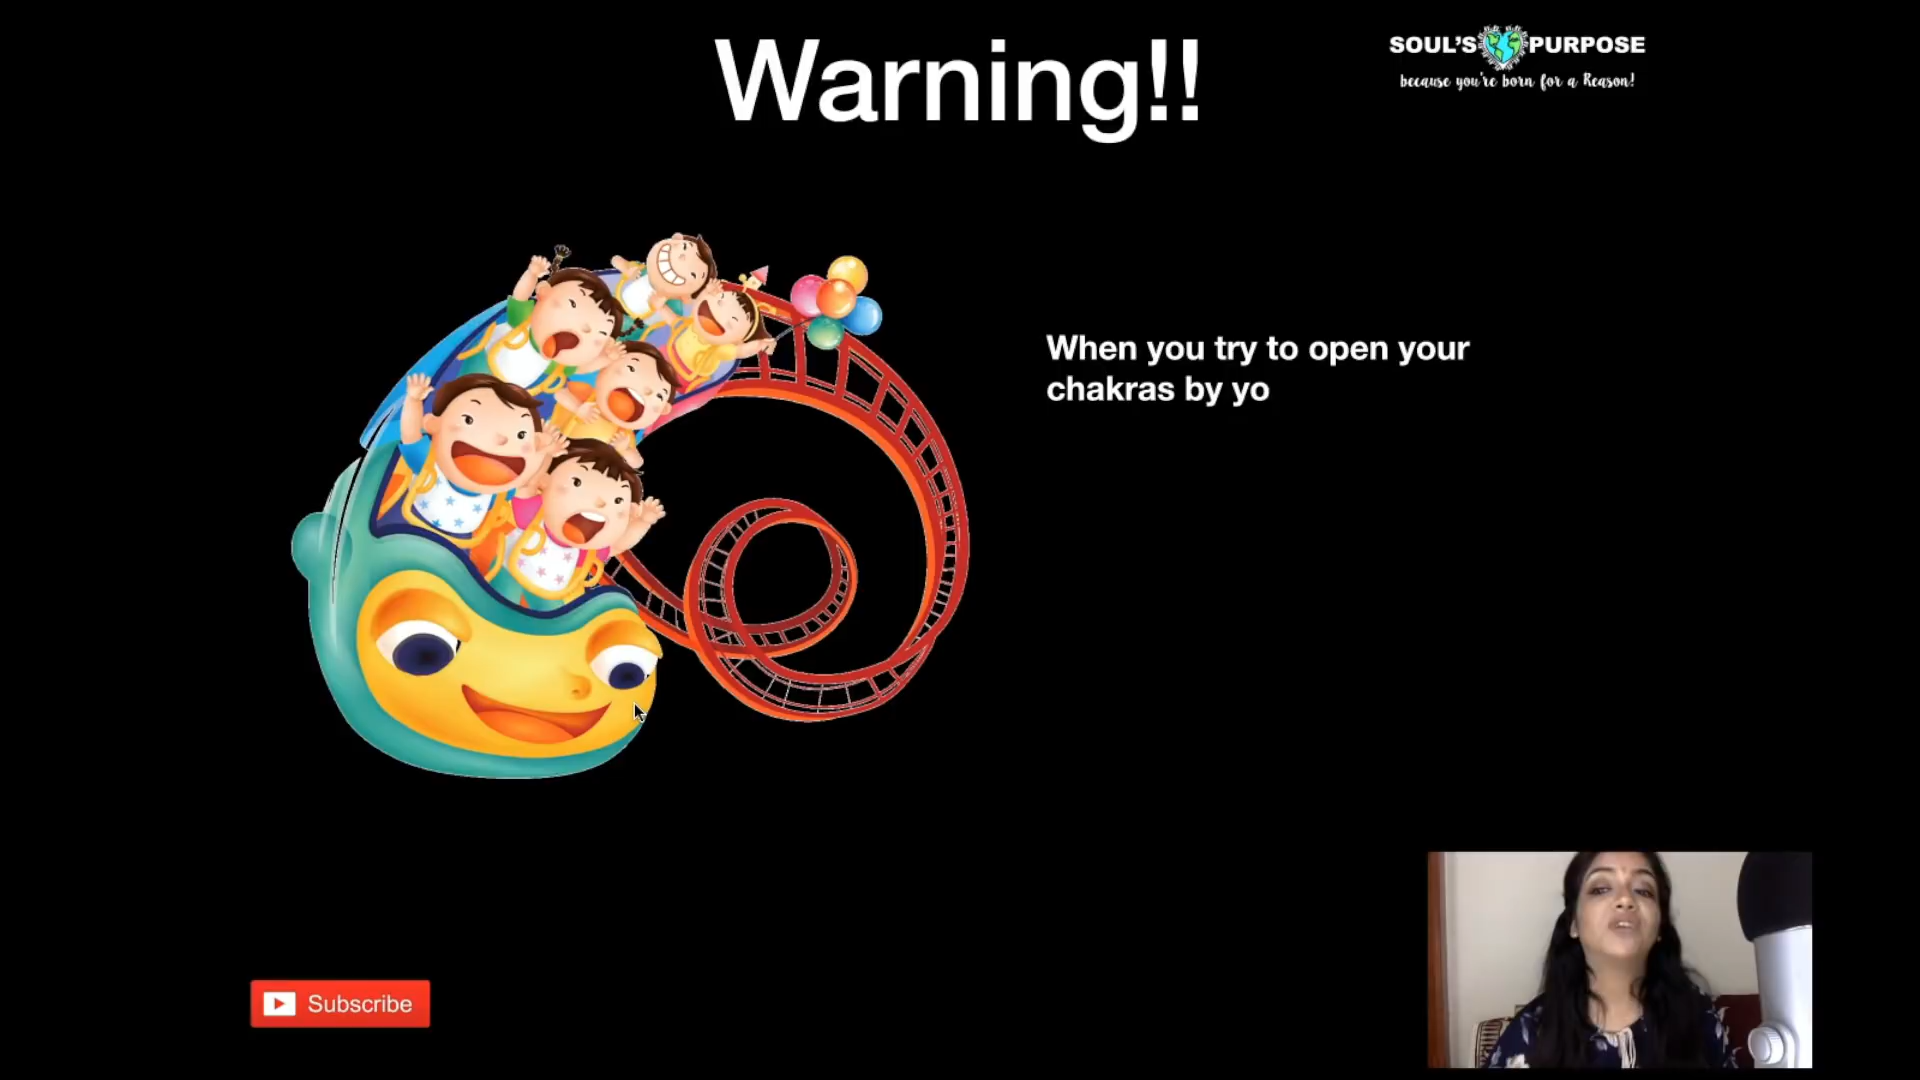 Warning!!
SOUL'S PURPOSE
because you're born for a Reason!
When you try to open your
chakras by yo
Subscribe